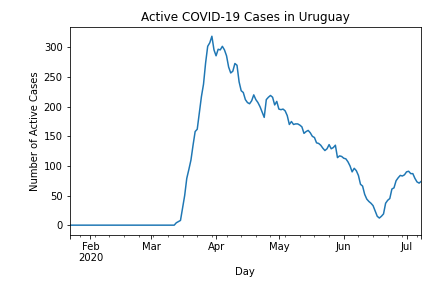 Active COVID-19 Cases in Uruguay
Number of Active Cases
300
250
200
150
100
50
0
Feb Mar Apr May Jun Jul
2020
Day